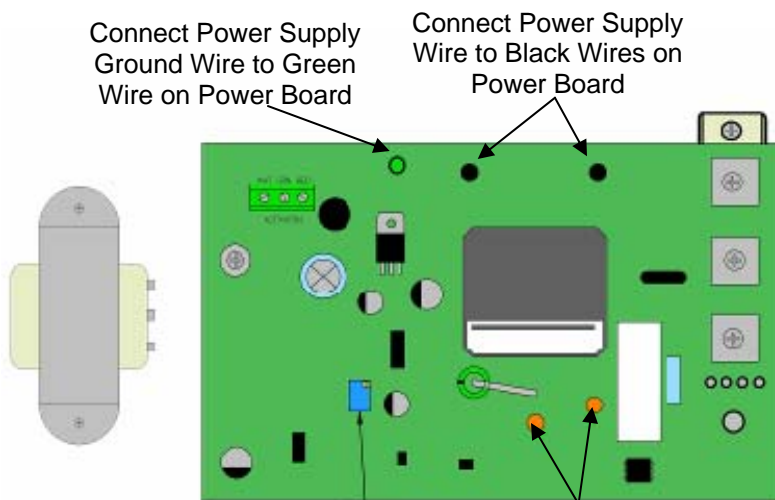 Connect Power Supply
Ground Wire to Green
Wire on Power Board
Connect Power Supply
Wire to Black Wires on
Power Board